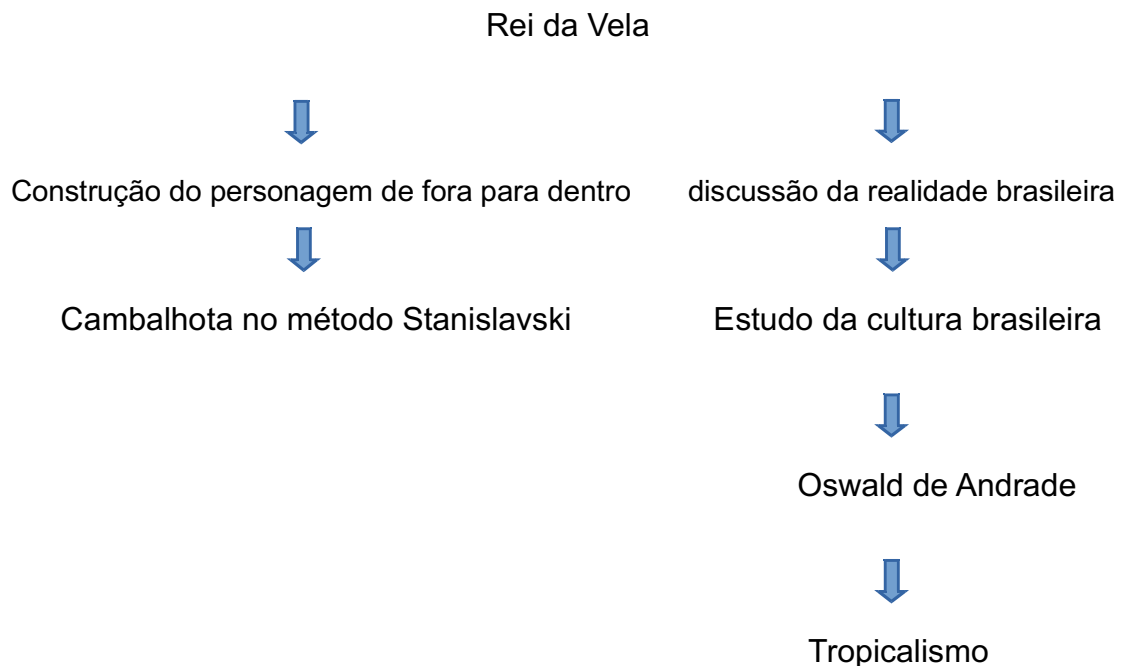 Rei da Vela
Construção do personagem de fora para dentro
discussão da realidade brasileira
Cambalhota no método Stanislavski
Estudo da cultura brasileira
Oswald de Andrade
Tropicalismo